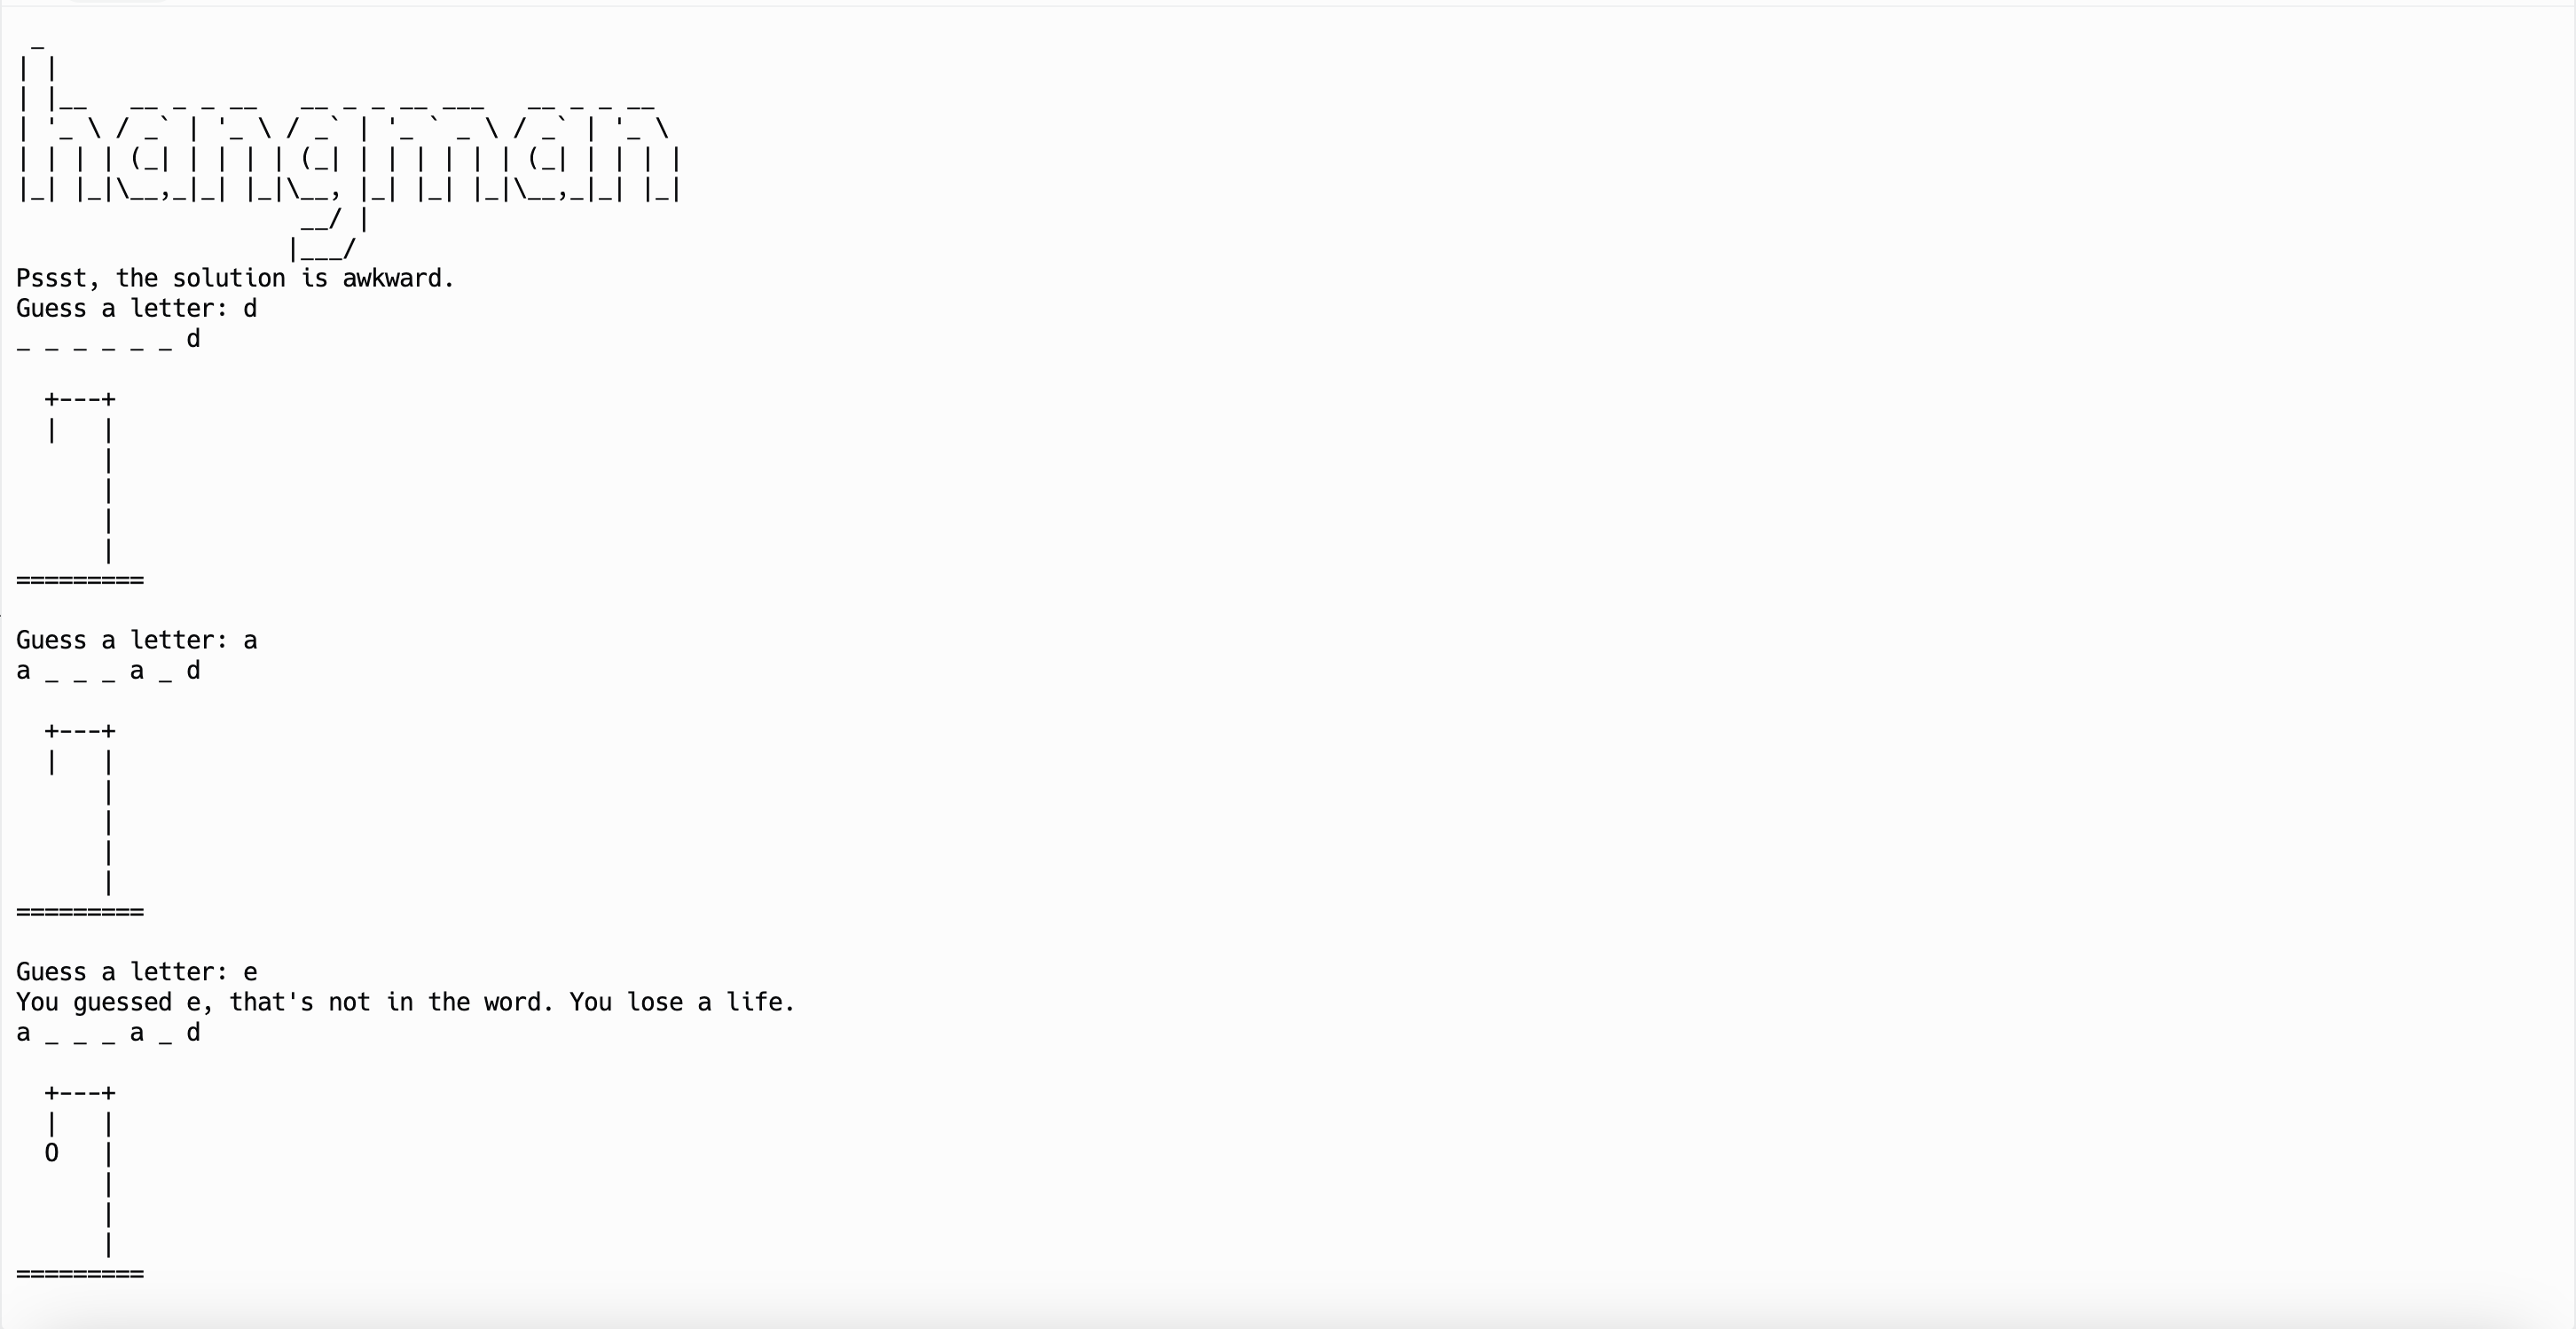 _
| |
| |__   __ _ _ __   __ _ _ __ ___   __ _ _ __
| '_ \ / _` | '_ \ / _` | '_ ` _ \ / _` | '_ \
| | | | (_| | | | | (_| | | | | | | (_| | | | |
|_| |_|\__,_|_| |_|\__, |_| |_| |_|\__,_|_| |_|
                    __/ |
                   |___/
Pssst, the solution is awkward.
Guess a letter: d
_ _ _ _ _ _ d

  +---+
  |   |
      |
      |
      |
      |
=========

Guess a letter: a
a _ _ _ a _ d

  +---+
  |   |
      |
      |
      |
      |
=========

Guess a letter: e
You guessed e, that's not in the word. You lose a life.
a _ _ _ a _ d

  +---+
  |   |
  O   |
      |
      |
      |
=========